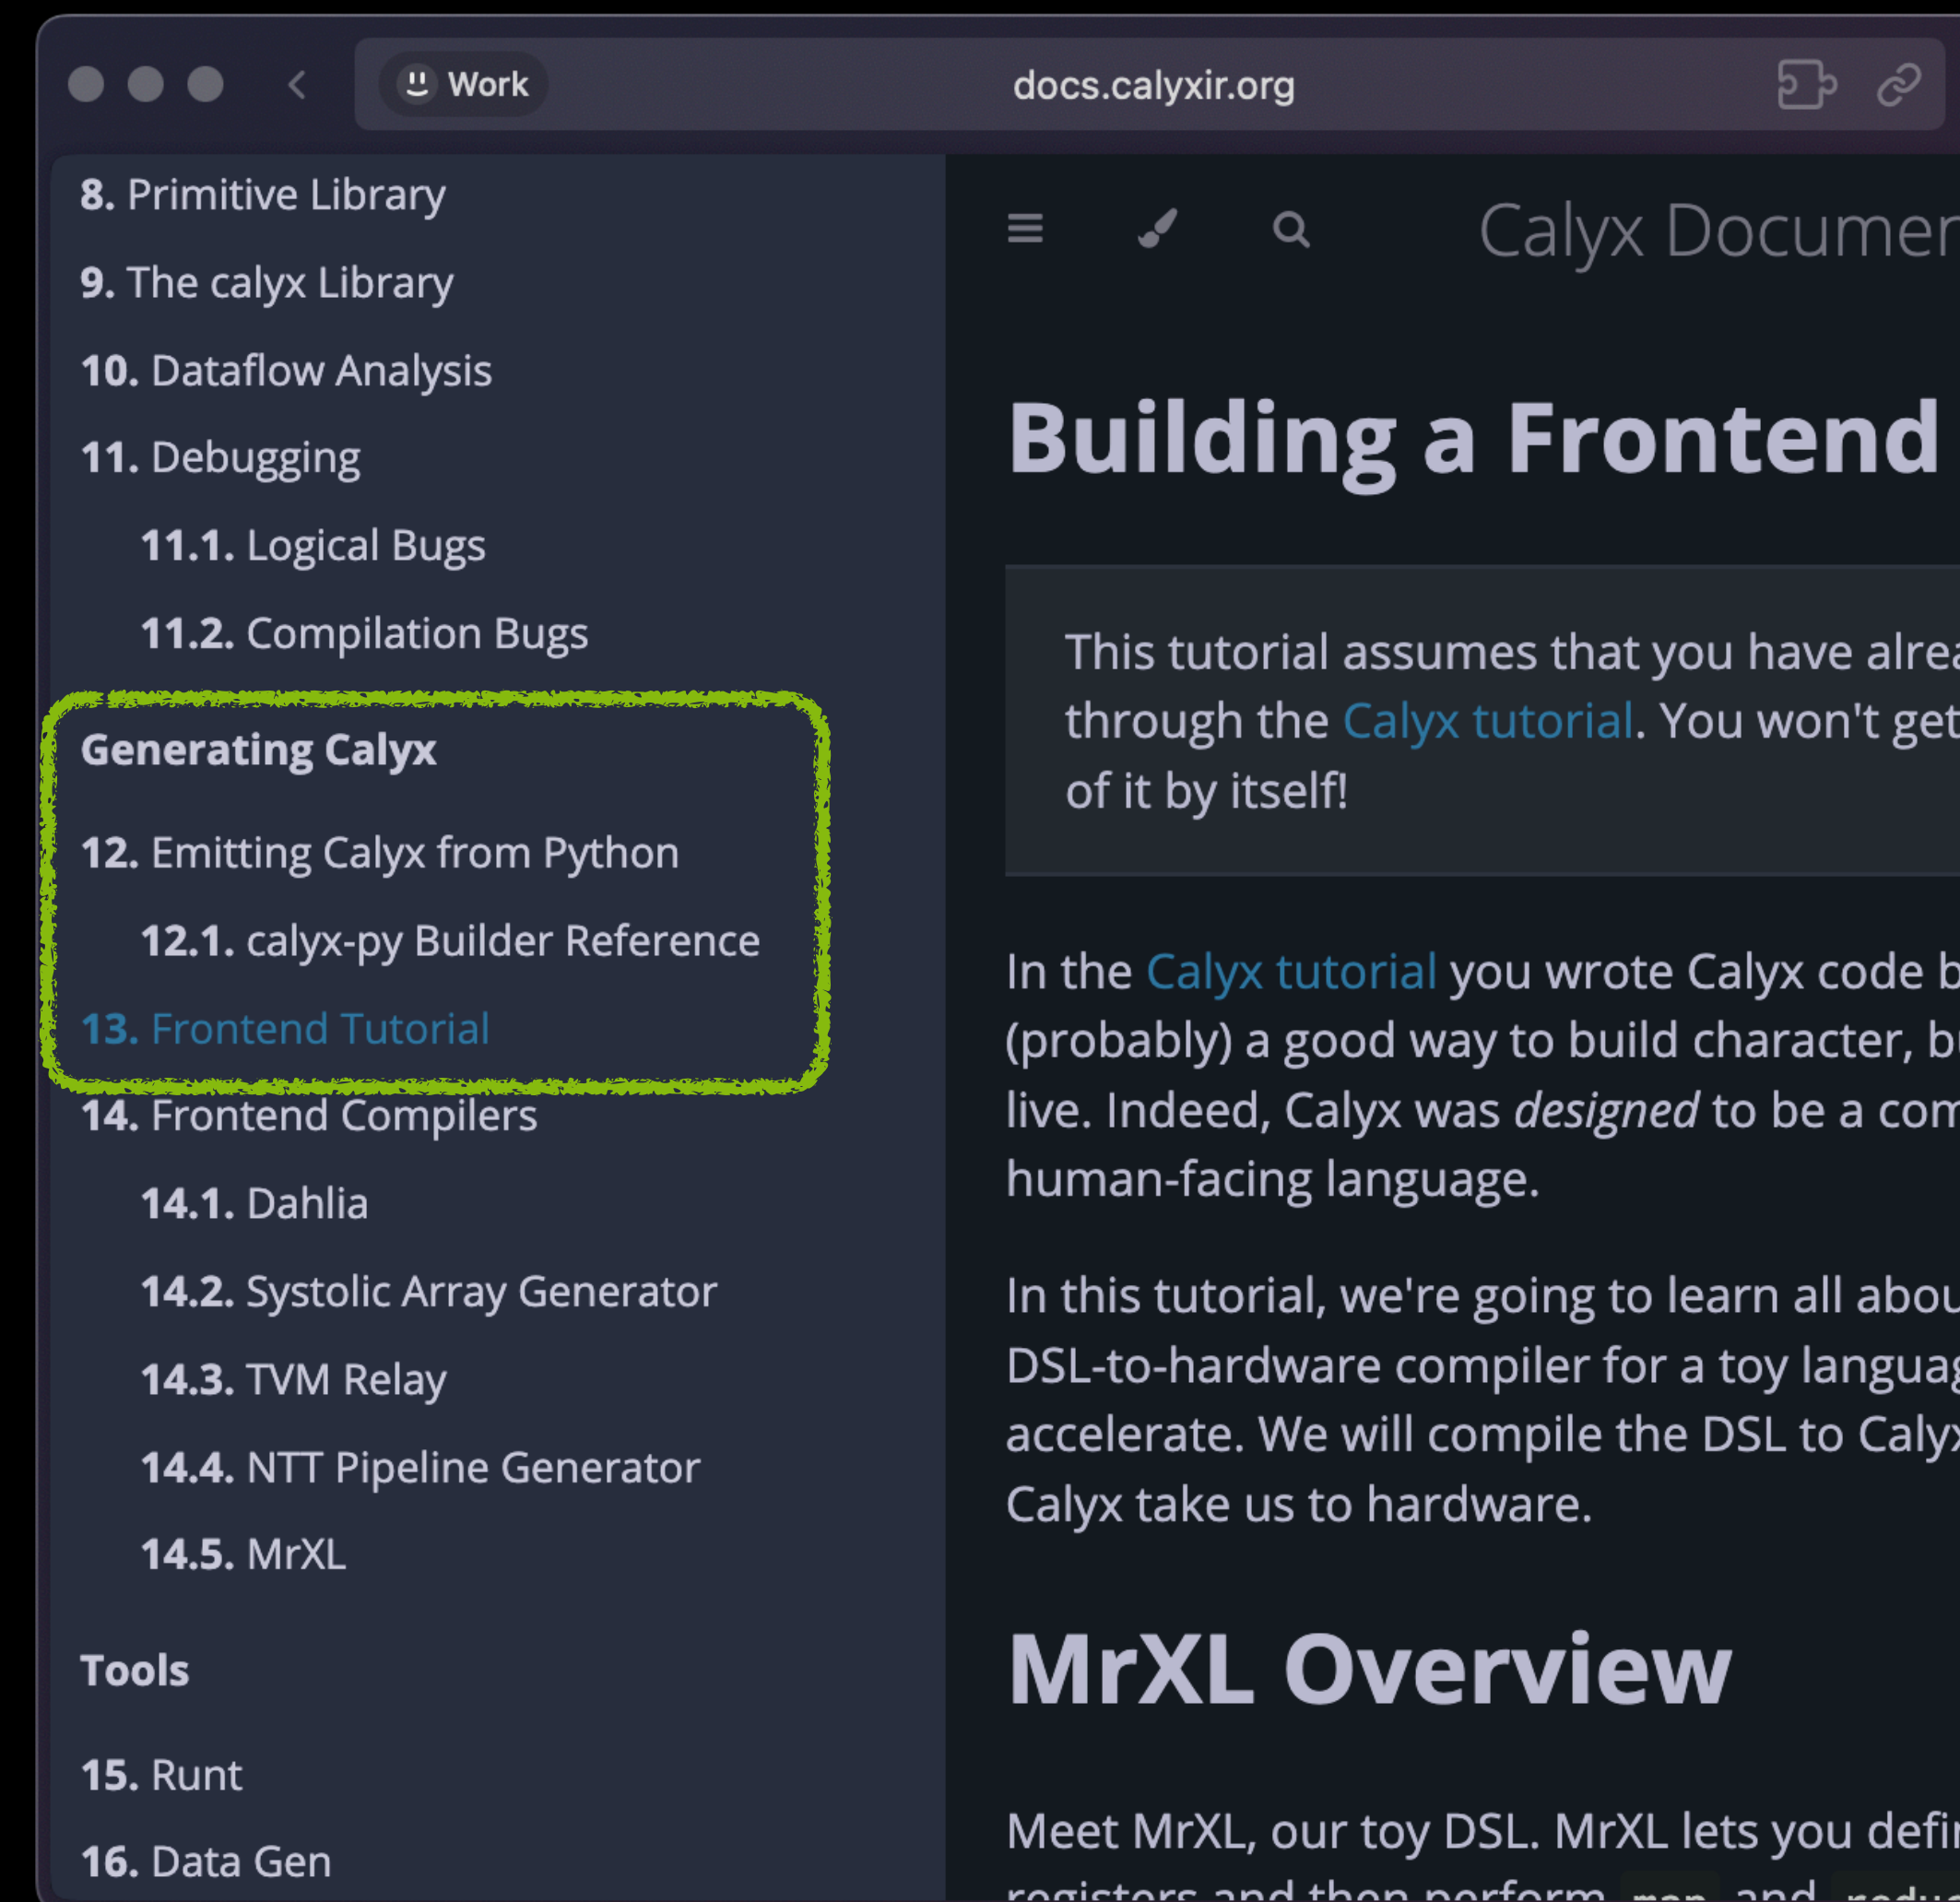 Work
docs.calyxir.org
8. Primitive Library
9. The calyx Library
10. Dataflow Analysis
11. Debugging
11.1. Logical Bugs
11.2. Compilation Bugs
Generating Calyx
12. Emitting Calyx from Python
12.1. calyx-py Builder Reference
13. Frontend Tutorial
14. Frontend Compilers
14.1. Dahlia
14.2. Systolic Array Generator
14.3. TVM Relay
14.4. NTT Pipeline Generator
14.5. MrXL
Tools
15. Runt
16. Data Gen
Calyx
Building a Frontend
This tutorial assumes that you have
through the Calyx tutorial. You won't get
of it by itself!
In the Calyx tutorial you wrote Calyx code
(probably) a good way to build character,
live. Indeed, Calyx was designed to be a
human-facing language.
In this tutorial, we're going to learn all
DSL-to-hardware compiler for a toy
accelerate. We will compile the DSL to Calyx
Calyx take us to hardware.
MrXL Overview
Meet MrXL, our toy DSL. MrXL lets you
registers and then perform map and